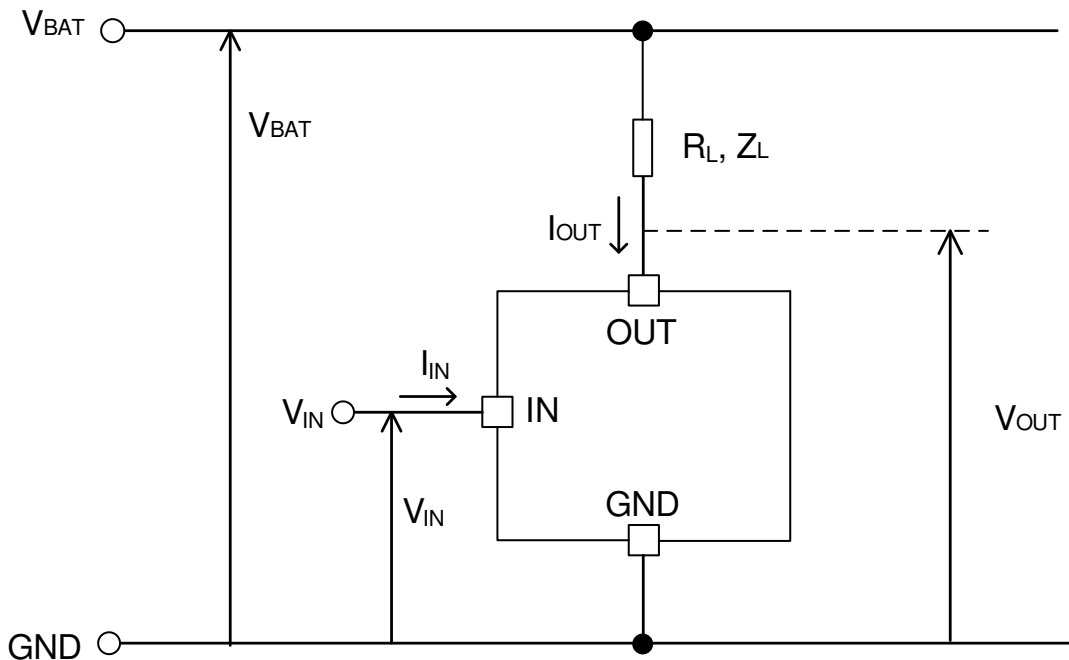 VBAT
VBAT
RL, ZL
IOUT
OUT
IIN
VIN
IN
VOUT
VIN
GND
GND